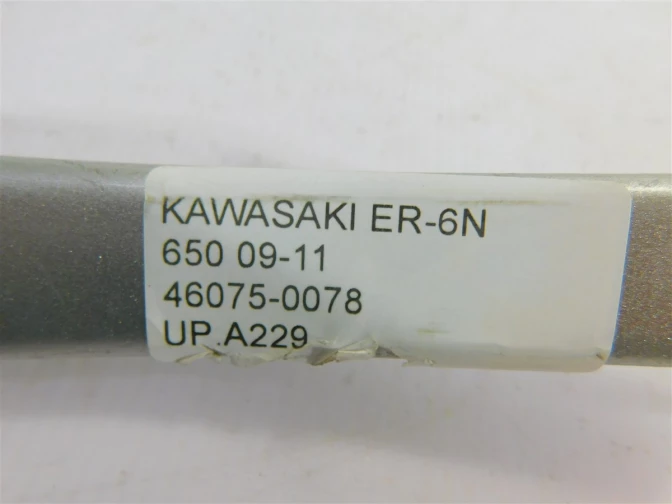 KAWASAKI ER-6N
650 09-11
46075-0078
UP.A229